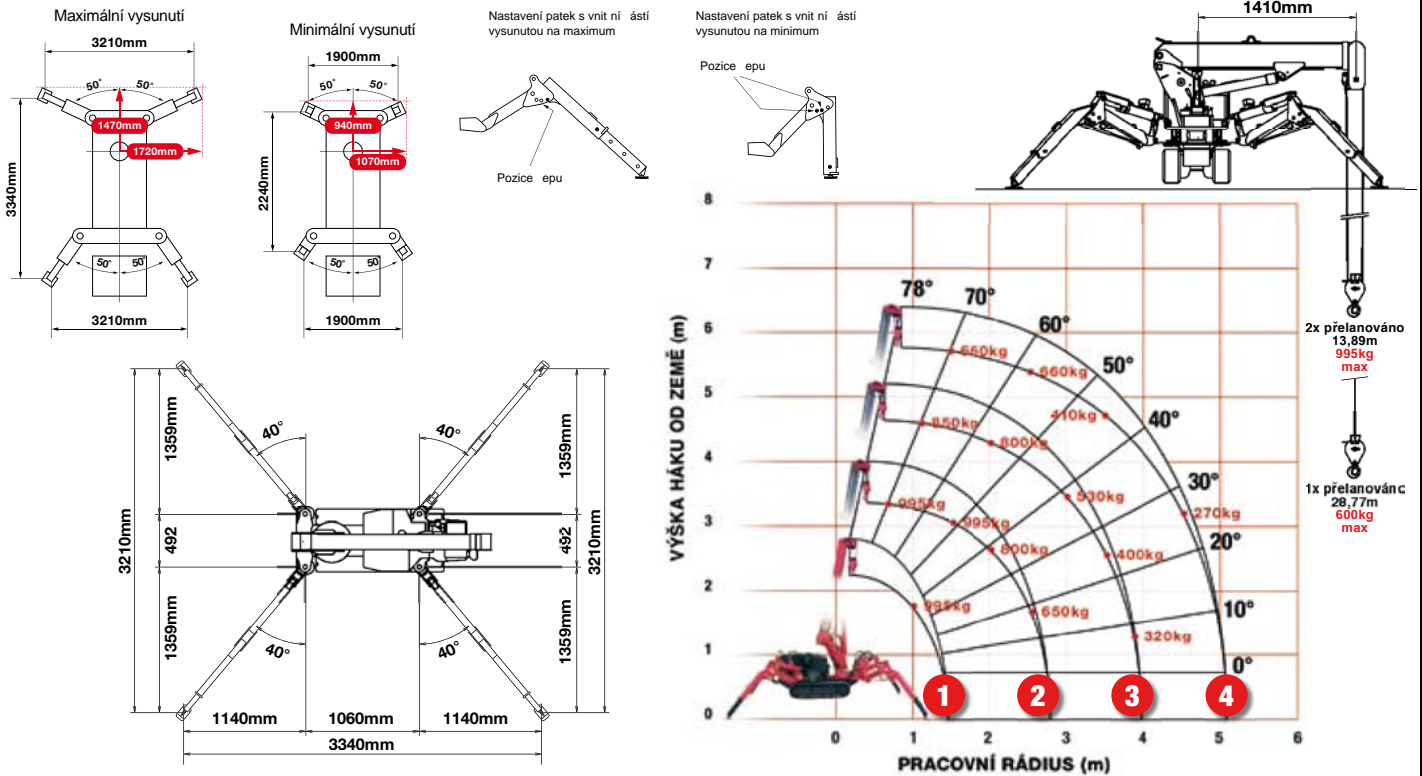 Maximální vysunutí
3210mm
50°
50°
1470mm
1720mm
3340mm
50°
50°
3210mm
Minimální vysunutí
1900mm
50°
50°
940mm
1070mm
2240mm
50°
50
1900mm
Nastavení patek s vnit ní ástí
vysunutou na maximum
Pozice epu
Nastavení patek s vnit ní ástí
vysunutou na minimum
Pozice epu
1410mm
2x přelanováno
13,89m
995kg
max
1x přelanovánc
28,77m
600kg
max
3210mm
1359mm
492
1359mm
40°
40°
40°
40°
1359mm
492
1359mm
3210mm
1140mm
1060mm
1140mm
3340mm
VÝŠKA HÁKU OD ZEMĚ (m)
8
7
6
5
4
3
2
1
0
78°
70°
60°
50°
40°
30°
20°
10°
0°
660kg
660kg
410kg
270kg
850kg
800kg
530kg
400kg
320kg
995kg
995kg
800kg
650kg
995kg
1
2
3
4
0
1
2
3
4
5
6
PRACOVNÍ RÁDIUS (m)